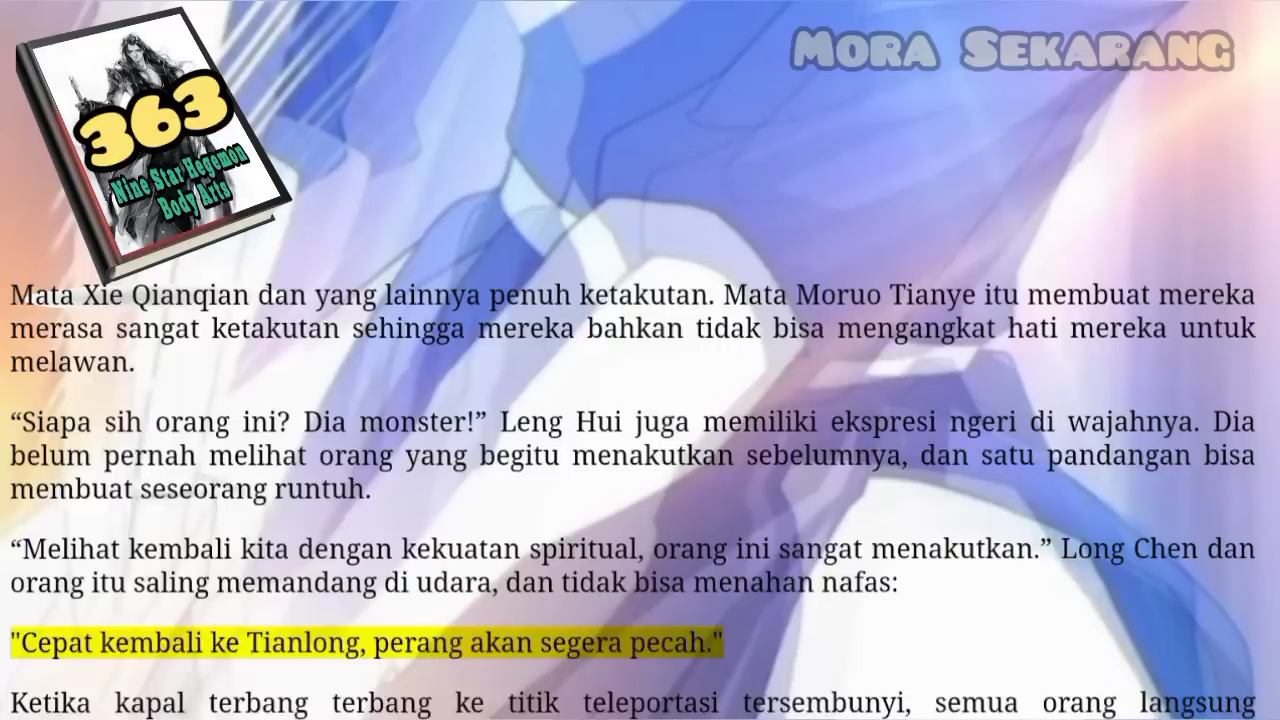 Mora Sekarang
363
Nine Star Hegemon
Body Arts
Mata Xie Qianqian dan yang lainnya penuh ketakutan. Mata Moruo Tianye itu membuat mereka
merasa sangat ketakutan sehingga mereka bahkan tidak bisa mengangkat hati mereka untuk
melawan.
“Siapa sih orang ini? Dia monster!” Leng Hui juga memiliki ekspresi ngeri di wajahnya. Dia
belum pernah melihat orang yang begitu menakutkan sebelumnya, dan satu pandangan bisa
membuat seseorang runtuh.
“Melihat kembali kita dengan kekuatan spiritual, orang ini sangat menakutkan.” Long Chen dan
orang itu saling memandang di udara, dan tidak bisa menahan nafas:
"Cepat kembali ke Tianlong, perang akan segera pecah."
Ketika kapal terbang terbang ke titik teleportasi tersembunyi, semua orang langsung